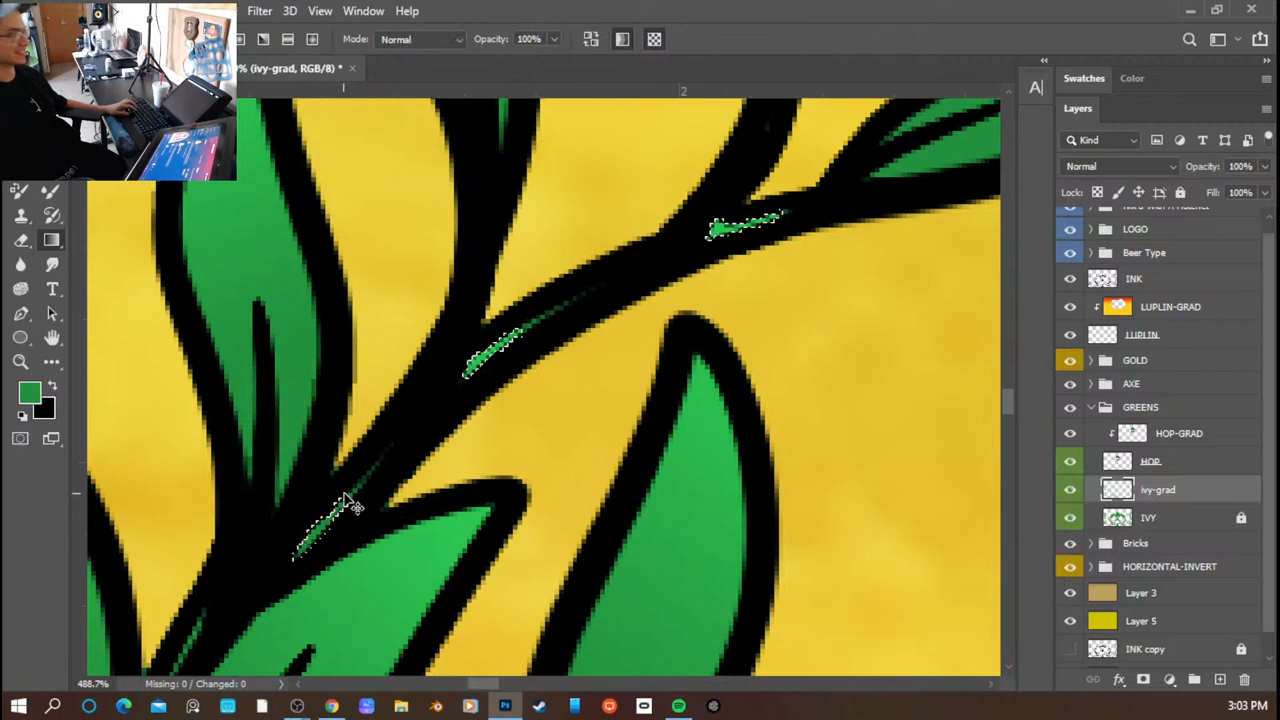 Filter 3D View Window Help
Mode: Normal Opacity: 100%
% (ivy-grad, RGB/8) * ×
2
A|
Swatches Color
Layers
Kind
Normal Opacity: 100%
Lock: Fill: 100%
LOGO
Beer Type
INK
LUPLIN-GRAD
LUPLIN
GOLD
AXE
GREENS
HOP-GRAD
HOP
ivy-grad
IVY
Bricks
HORIZONTAL-INVERT
Layer 3
Layer 5
INK copy
488.7% Missing: 0 / Changed: 0
Ps
3:03 PM